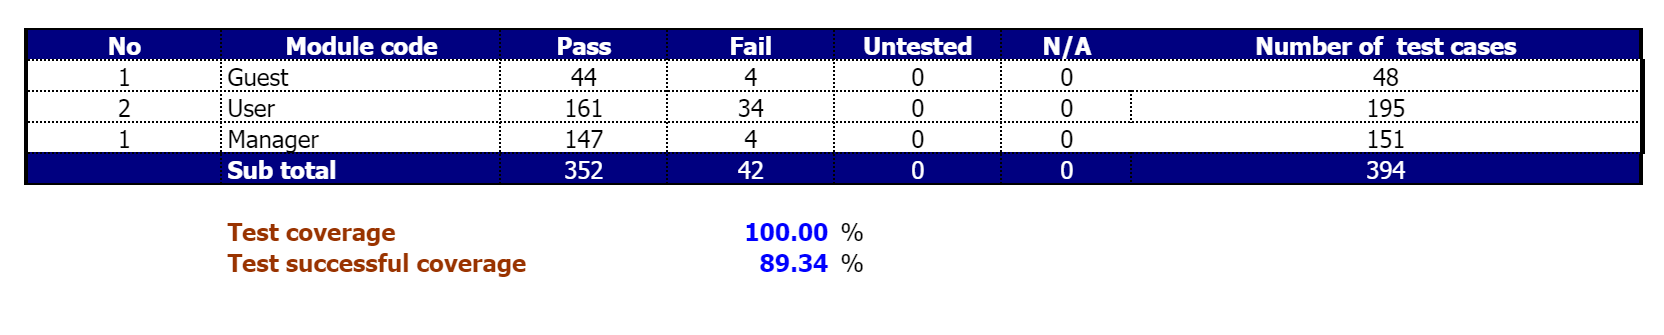 No Module code Pass Fail Untested N/A Number of test cases
1 Guest 44 4 0 0 48
2 User 161 34 0 0 195
1 Manager 147 4 0 0 151
Sub total 352 42 0 0 394
Test coverage 100.00 %
Test successful coverage 89.34 %